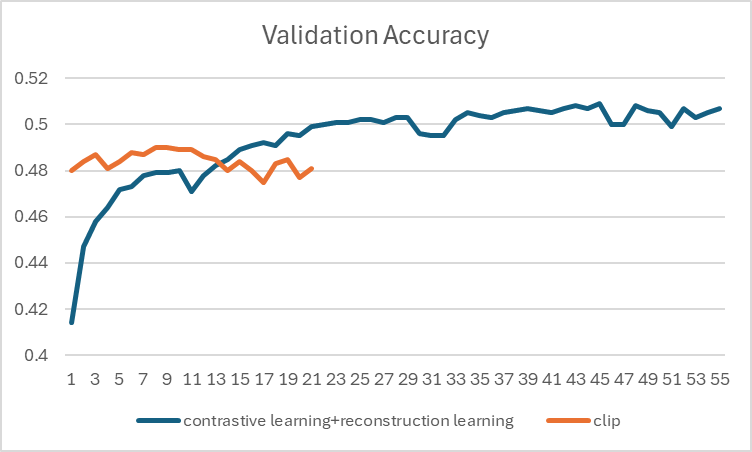 Validation Accuracy
0.52
0.5
0.48
0.46
0.44
0.42
0.4
1 3 5 7 9 11 13 15 17 19 21 23 25 27 29 31 33 35 37 39 41 43 45 47 49 51 53 55
contrastive learning+reconstruction learning clip